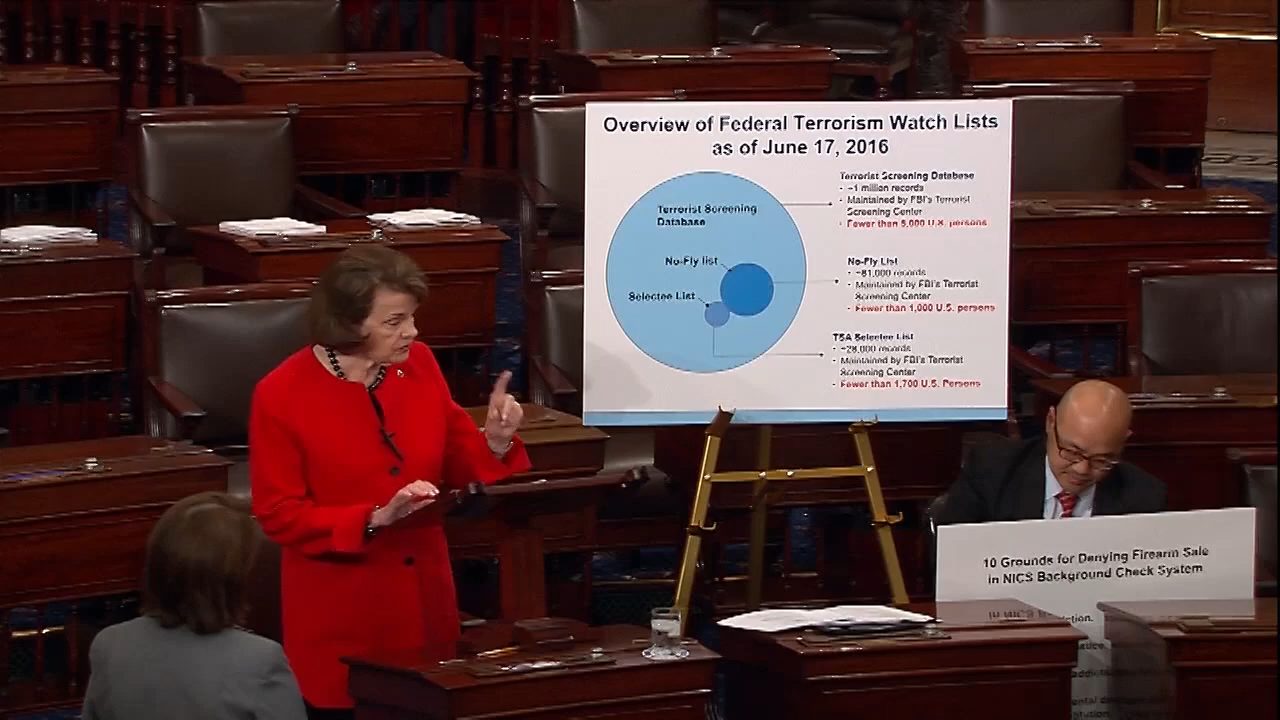 Overview of Federal Terrorism Watch Lists
as of June 17, 2016
Terrorist Screening
Database
No-Fly list
Selectee List
Terrorist Screening Database
- ~1 million records
- Maintained by FBI's Terrorist
Screening Center
- Fewer than 5,000 U.S. persons
No-Fly List
- ~81,000 records
- Maintained by FBI's Terrorist
Screening Center
- Fewer than 1,000 U.S. persons
TSA Selectee List
- ~28,000 records
- Maintained by FBI's Terrorist
Screening Center
- Fewer than 1,700 U.S. Persons
10 Grounds for Denying Firearm Sale
in NICS Background Check System